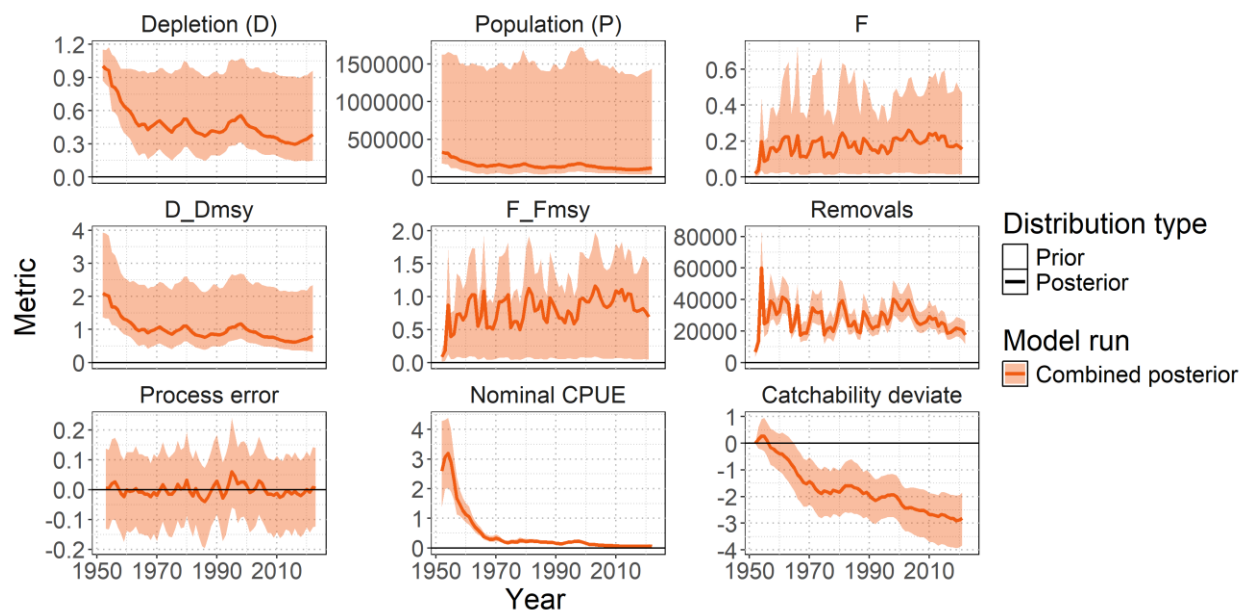 Depletion (D)
Population (P)
F
1.2
0.9
0.6
0.3
0.0
1500000
1000000
500000
0
0.6
0.4
0.2
0.0
D_Dmsy
F_Fmsy
Removals
4
3
2
1
0
2.0
1.5
1.0
0.5
0.0
80000
60000
40000
20000
0
Process error
Nominal CPUE
Catchability deviate
0.2
0.1
0.0
-0.1
-0.2
4
3
2
1
0
1
0
-1
-2
-3
-4
1950 1970 1990 2010
1950 1970 1990 2010
1950 1970 1990 2010
Metric
Year
Distribution type
Prior
Posterior
Model run
Combined posterior